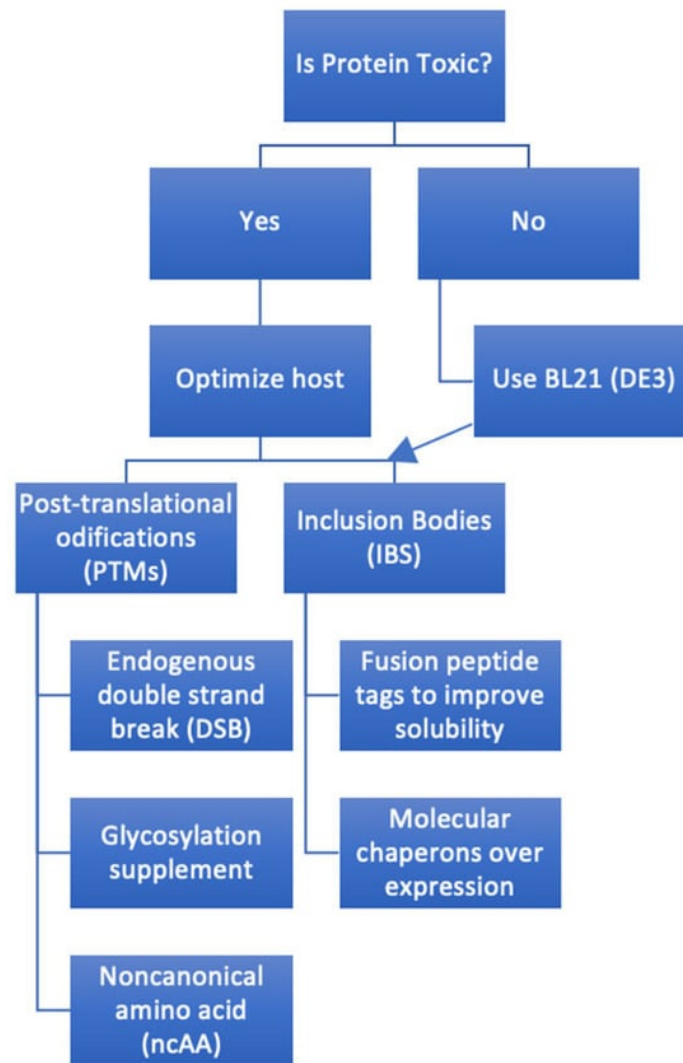 Is Protein Toxic?
Yes
No
Optimize host
Use BL21 (DE3)
Post-translational
odifications
(PTMs)
Inclusion Bodies
(IBS)
Endogenous
double strand
break (DSB)
Fusion peptide
tags to improve
solubility
Glycosylation
supplement
Molecular
chaperons over
expression
Noncanonical
amino acid
(ncAA)